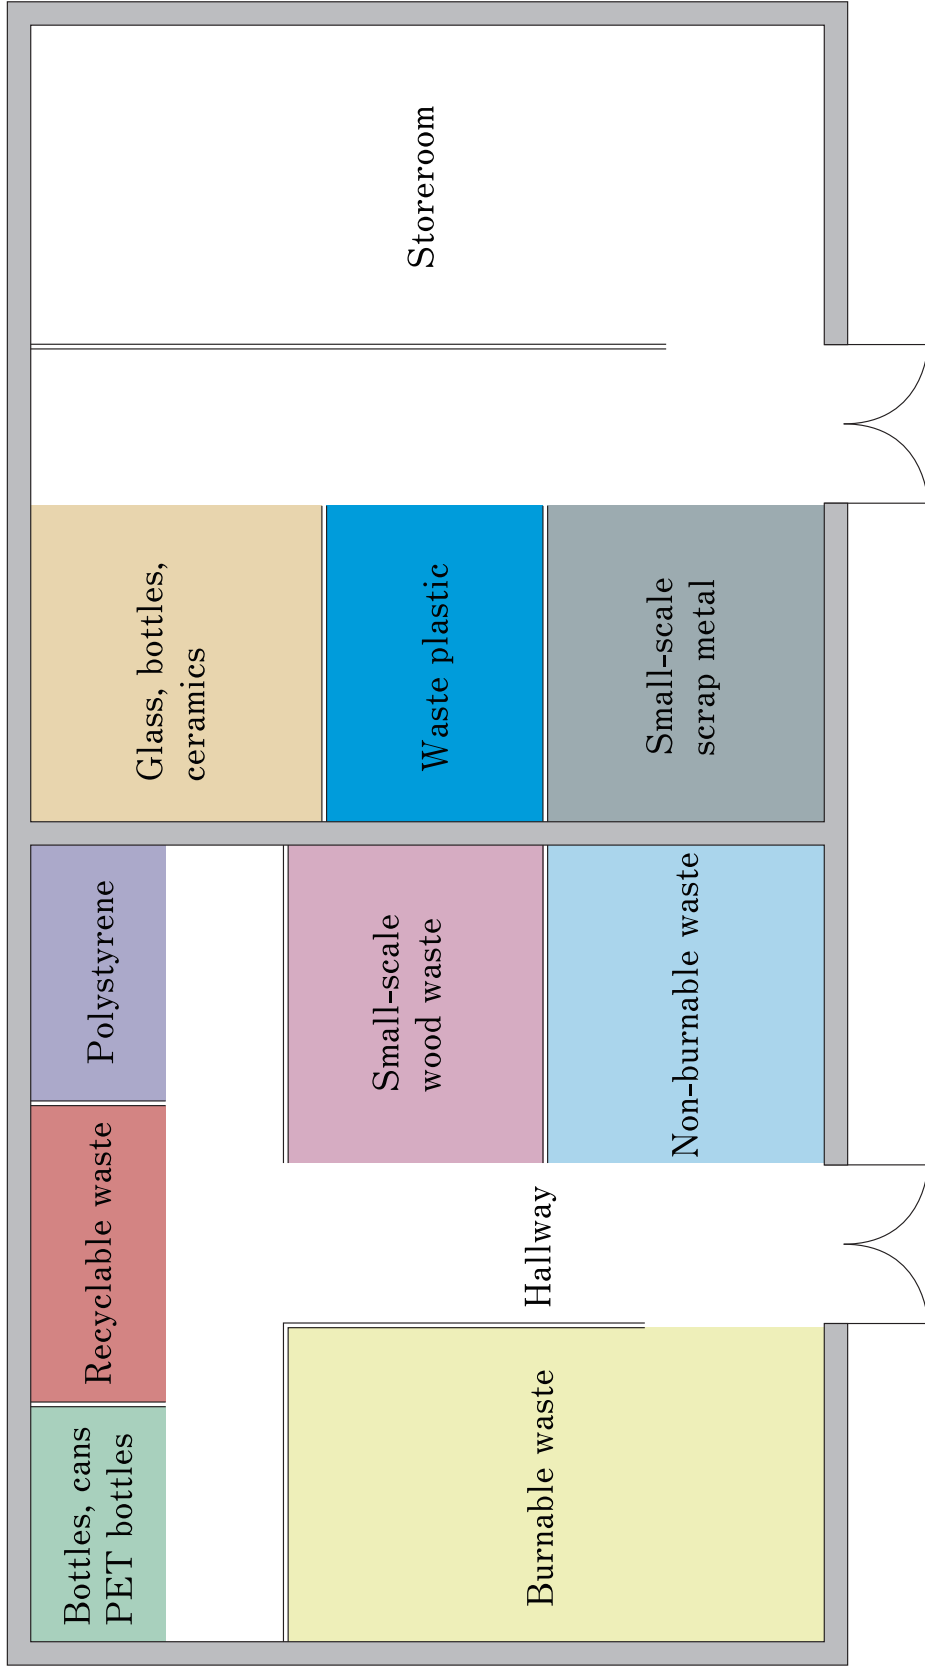 Bottles, cans
PET bottles
Recyclable waste
Polystyrene
Glass, bottles,
ceramics
Small-scale
wood waste
Waste plastic
Storeroom
Burnable waste
Hallway
Non-burnable waste
Small-scale
scrap metal